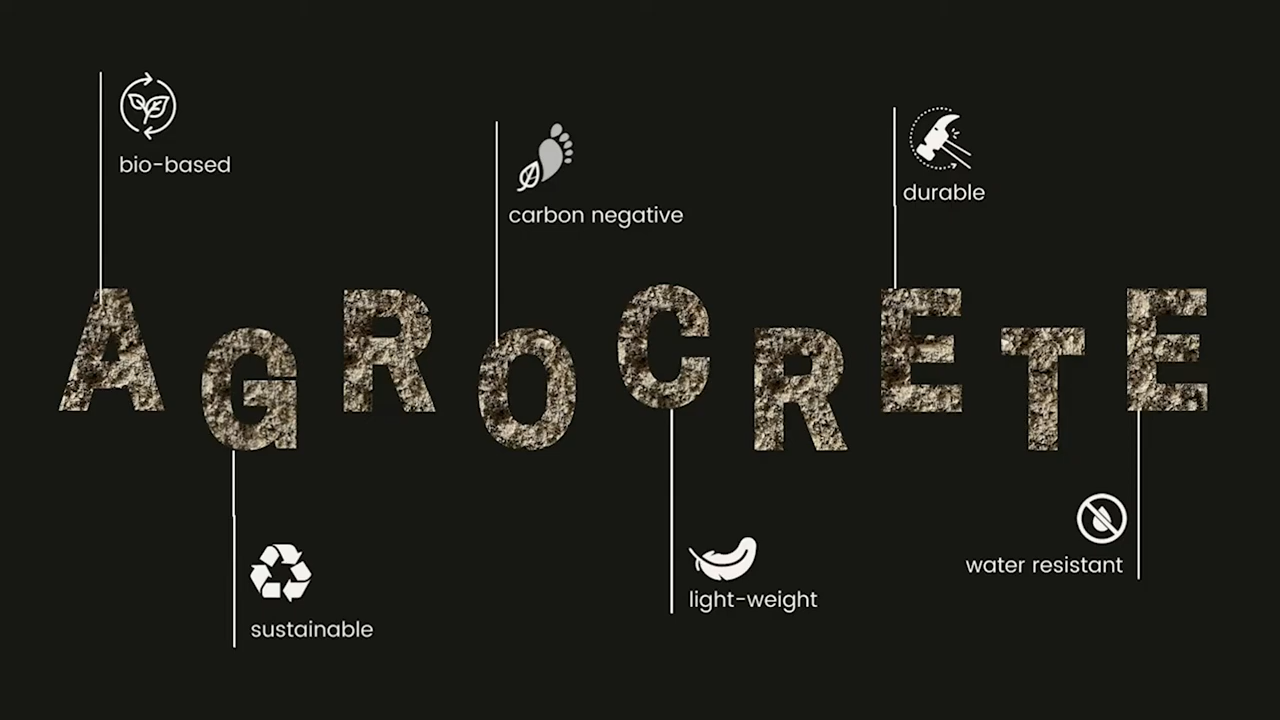 bio-based
carbon negative
durable
AGROCRETE
sustainable
light-weight
water resistant